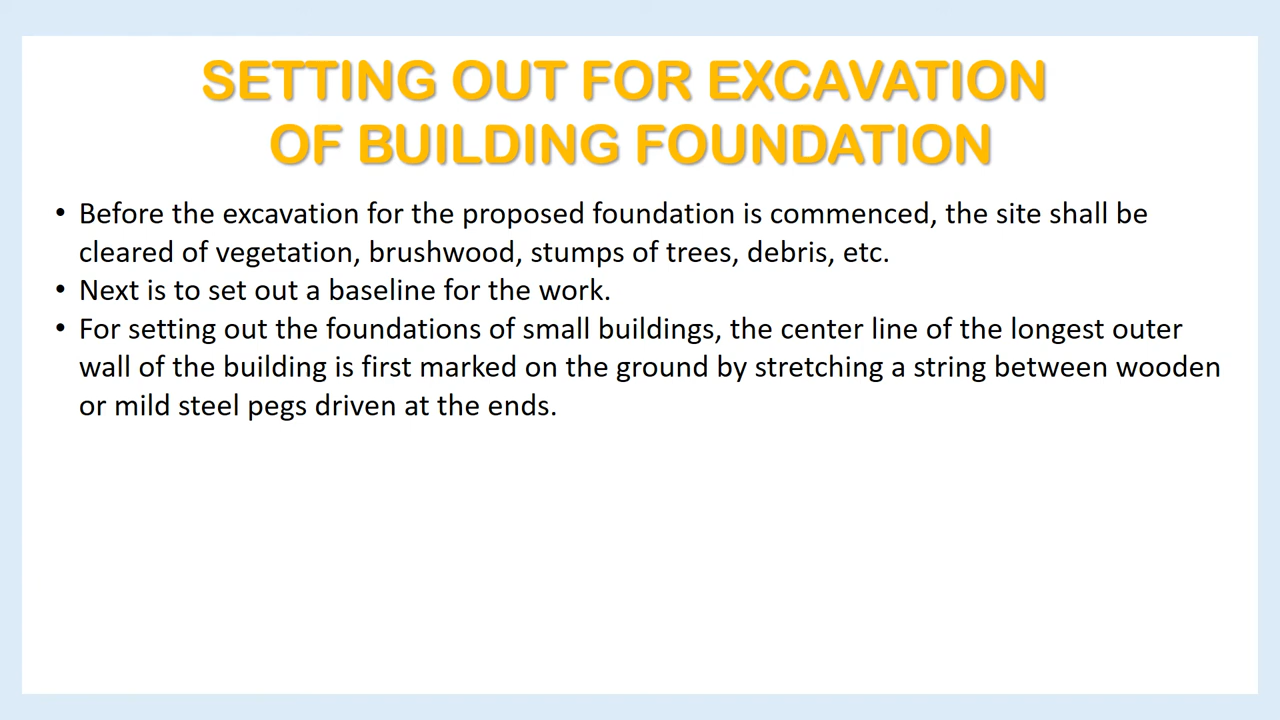 SETTING OUT FOR EXCAVATION
OF BUILDING FOUNDATION
• Before the excavation for the proposed foundation is commenced, the site shall be
cleared of vegetation, brushwood, stumps of trees, debris, etc.
• Next is to set out a baseline for the work.
• For setting out the foundations of small buildings, the center line of the longest outer
wall of the building is first marked on the ground by stretching a string between wooden
or mild steel pegs driven at the ends.